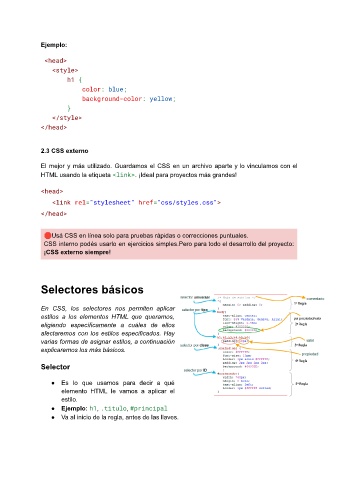 Ejemplo:
<head>
<style>
h1 {
color: blue;
background-color: yellow;
}
</style>
</head>
2.3 CSS externo
El mejor y más utilizado. Guardamos el CSS en un archivo aparte y lo vinculamos con el
HTML usando la etiqueta <link>. ¡Ideal para proyectos más grandes!
<head>
<link rel="stylesheet" href="css/styles.css">
</head>
🔴Usá CSS en línea solo para pruebas rápidas o correcciones puntuales.
CSS interno podés usarlo en ejercicios simples.Pero para todo el desarrollo del proyecto.
¡CSS externo siempre!
Selectores básicos
En CSS, los selectores nos permiten aplicar
estilos a los elementos HTML que queramos,
eligiendo específicamente a cuáles de ellos
afectaremos con los estilos especificados. Hay
varias formas de asignar estilos, a continuación
explicaremos los más básicos.
Selector
● Es lo que usamos para decir a qué
elemento HTML le vamos a aplicar el
estilo.
● Ejemplo: h1, .titulo, #principal
● Va al inicio de la regla, antes de las llaves.
selector universal
selector por tipo
selector por clase
selector por ID
comentario
1ª Regla
2ª Regla
valor
3ª Regla
propiedad
4ª Regla
5ª Regla